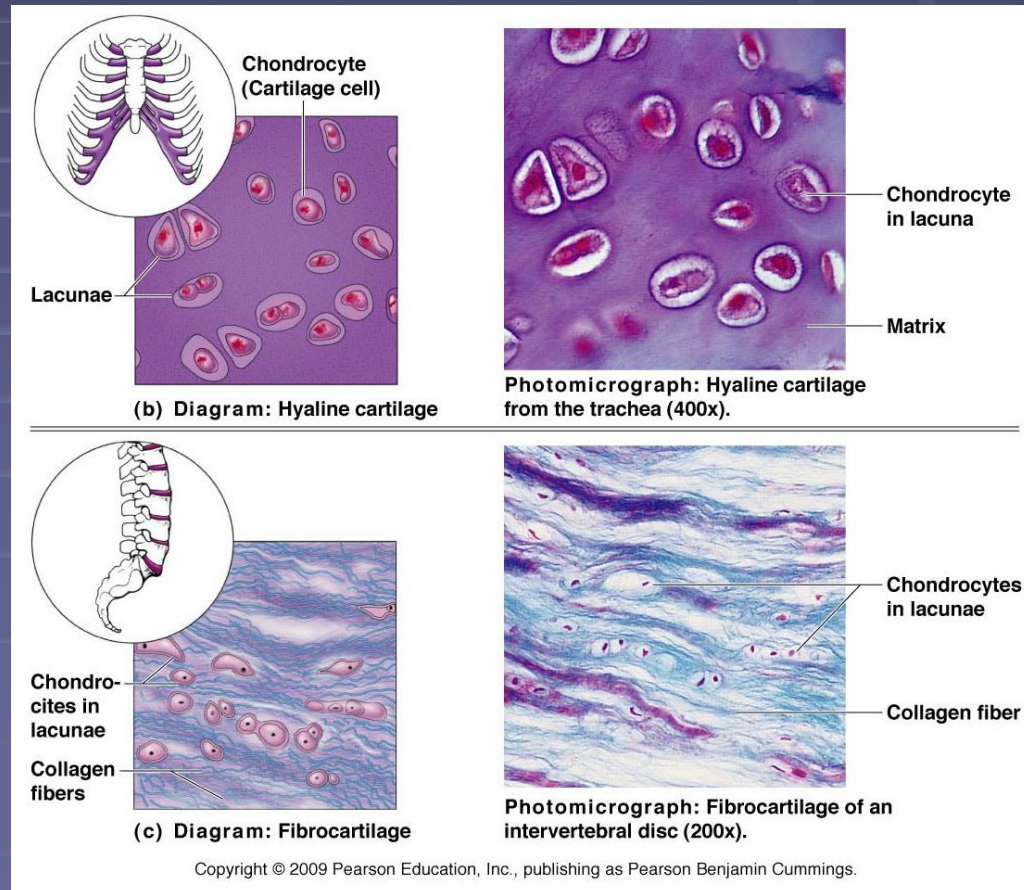 Chondrocyte
(Cartilage cell)
Lacunae
(b) Diagram: Hyaline cartilage
Chondrocyte
in lacuna
Matrix
Photomicrograph: Hyaline cartilage
from the trachea (400x).
Chondro-
cites in
lacunae
Collagen
fibers
(c) Diagram: Fibrocartilage
Chondrocytes
in lacunae
Collagen fiber
Photomicrograph: Fibrocartilage of an
intervertebral disc (200x).
Copyright © 2009 Pearson Education, Inc., publishing as Pearson Benjamin Cummings.